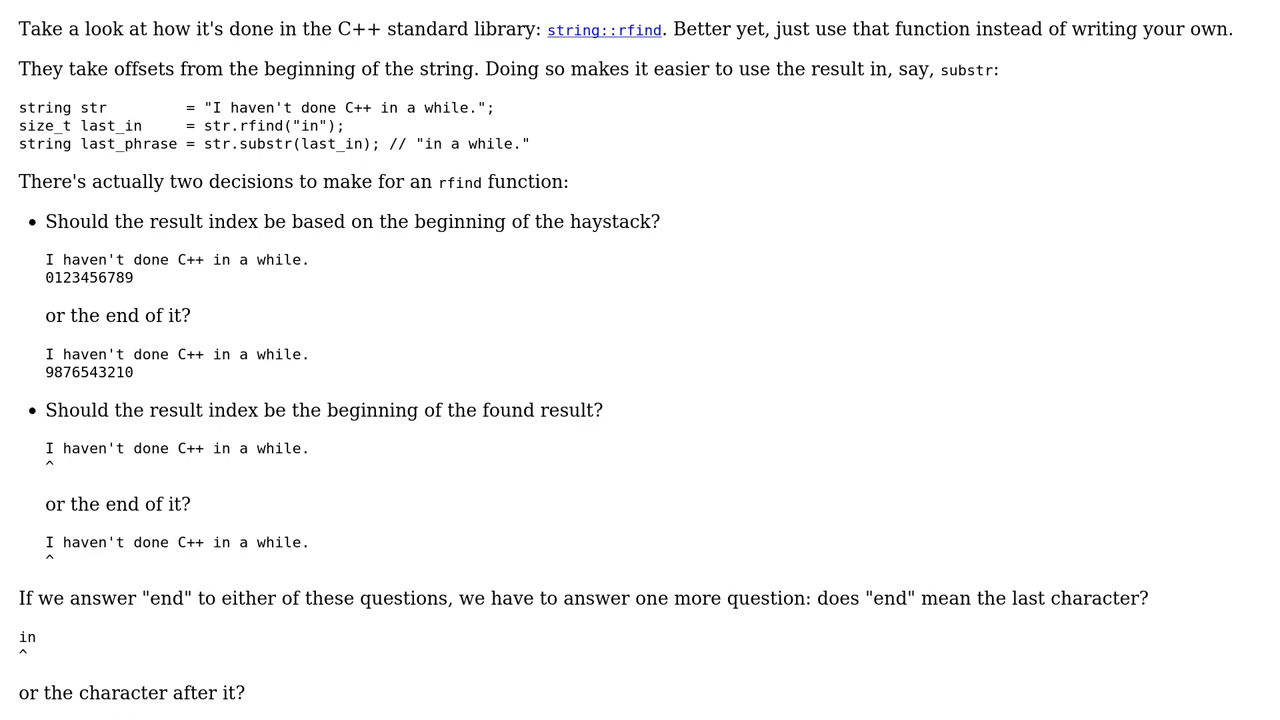 Take a look at how it's done in the C++ standard library: string::rfind. Better yet, just use that function instead of writing your own.
They take offsets from the beginning of the string. Doing so makes it easier to use the result in, say, substr:
string str         = "I haven't done C++ in a while.";
size_t last_in     = str.rfind("in");
string last_phrase = str.substr(last_in); // "in a while."
There's actually two decisions to make for an rfind function:
• Should the result index be based on the beginning of the haystack?
I haven't done C++ in a while.
0123456789
or the end of it?
I haven't done C++ in a while.
9876543210
• Should the result index be the beginning of the found result?
I haven't done C++ in a while.
^
or the end of it?
I haven't done C++ in a while.
^
If we answer "end" to either of these questions, we have to answer one more question: does "end" mean the last character?
in
^
or the character after it?